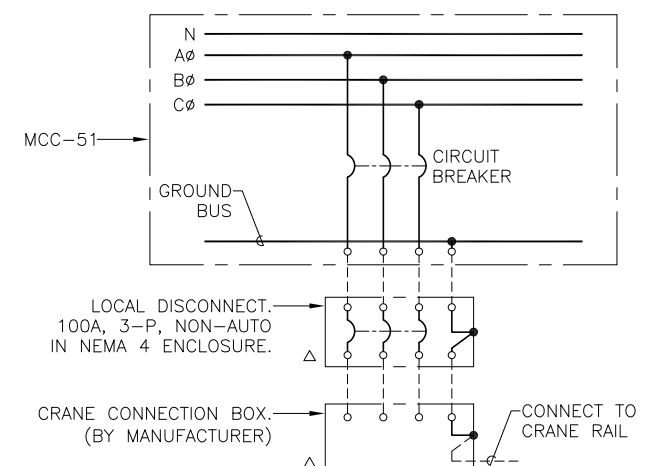 N
AØ
BØ
CØ
MCC-51
CIRCUIT
BREAKER
GROUND
BUS
LOCAL DISCONNECT.
100A, 3-P, NON-AUTO
IN NEMA 4 ENCLOSURE.
CRANE CONNECTION BOX.
(BY MANUFACTURER)
CONNECT TO
CRANE RAIL